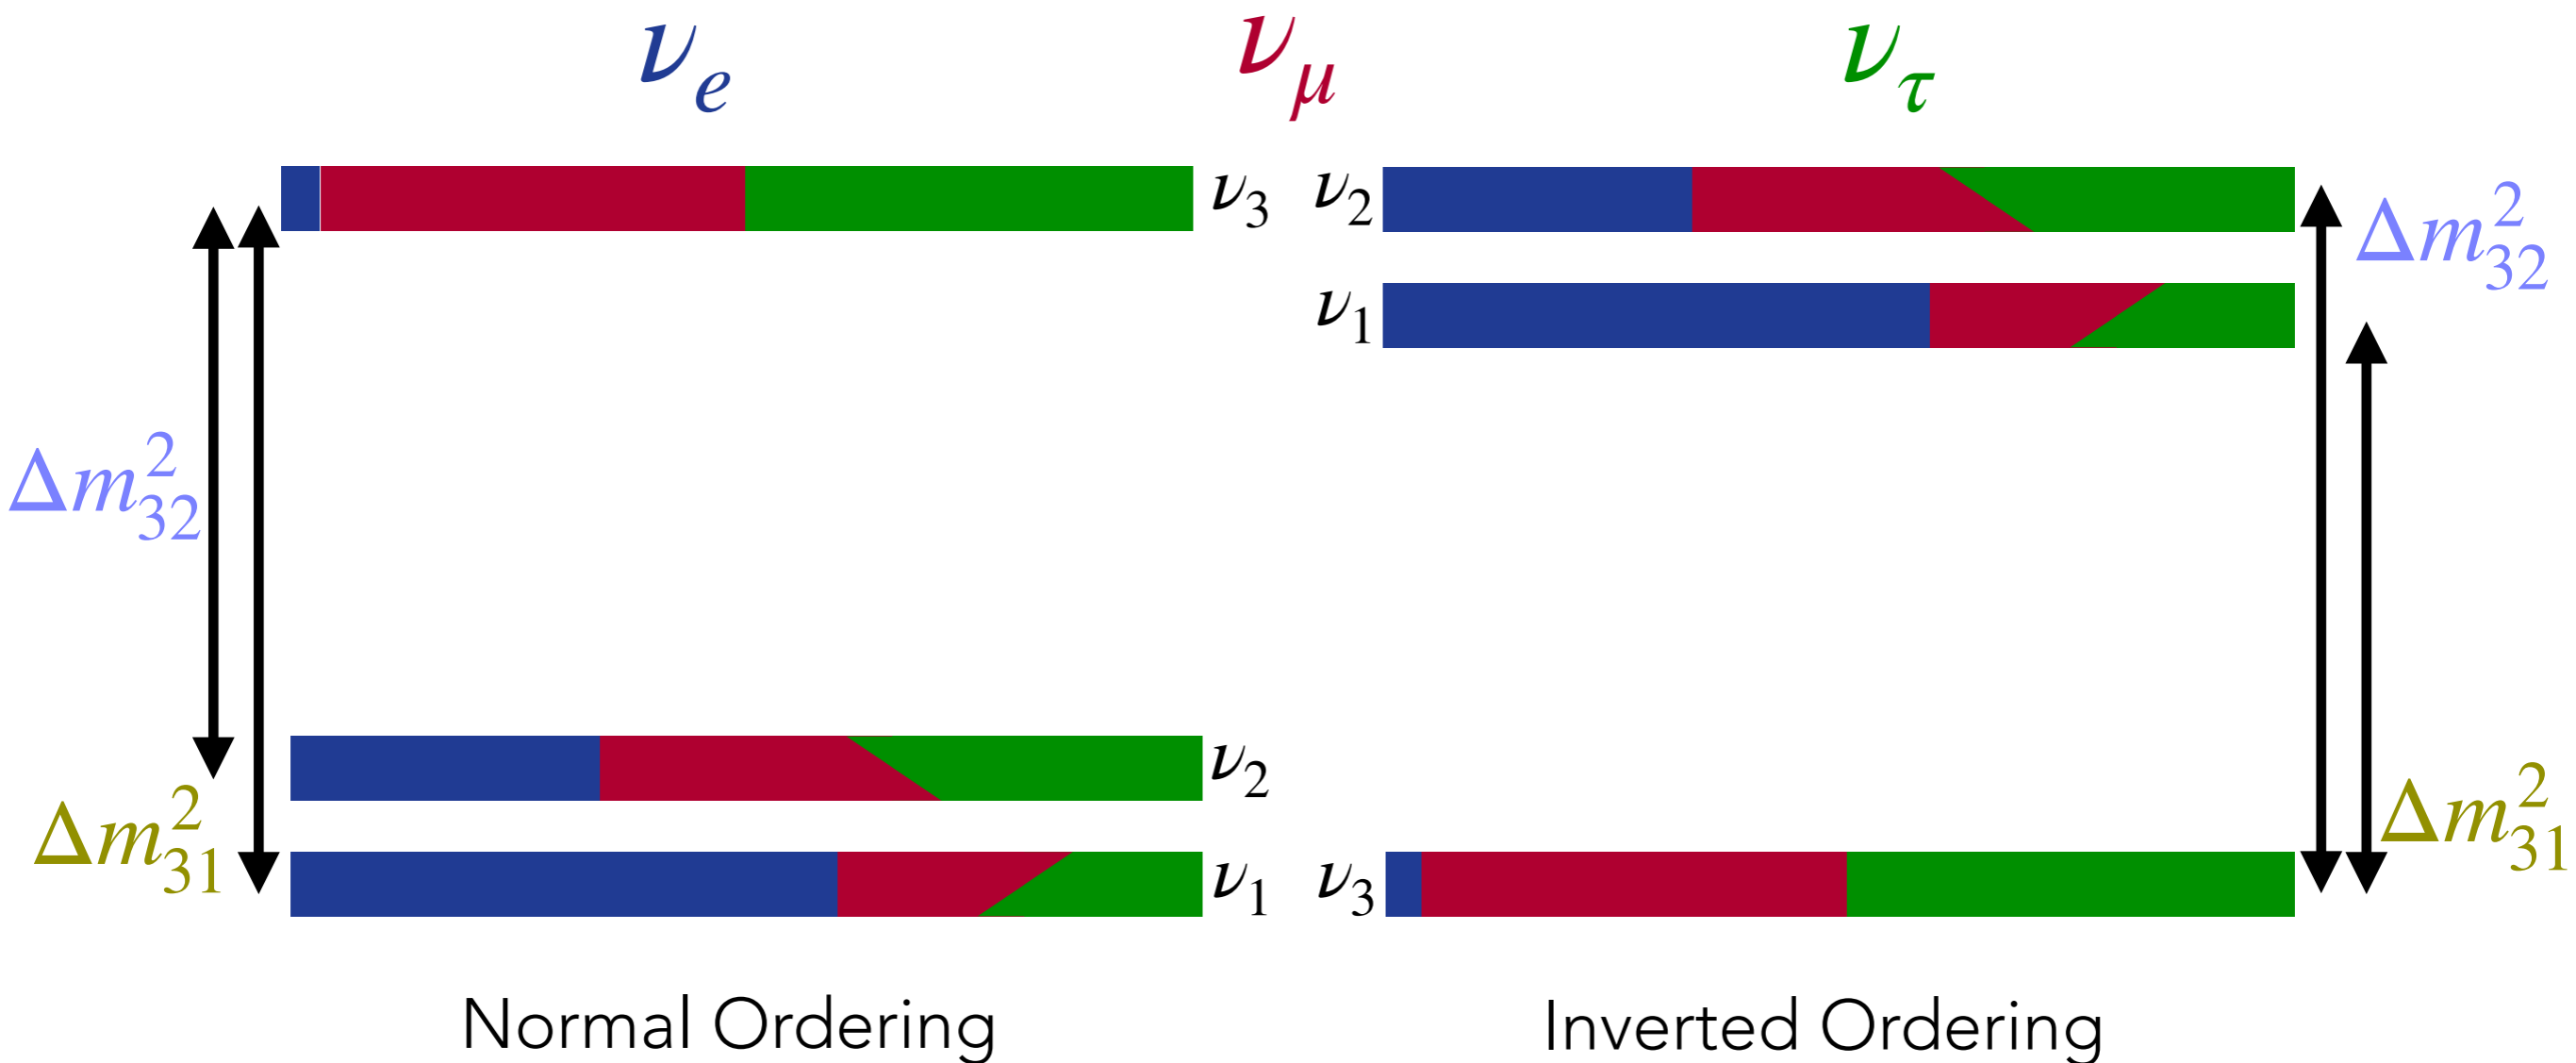 νe νμ ντ
ν3 ν2
Δm²32
ν1
Δm²32
ν2
Δm²31 Δm²31
ν1 ν3
Normal Ordering Inverted Ordering